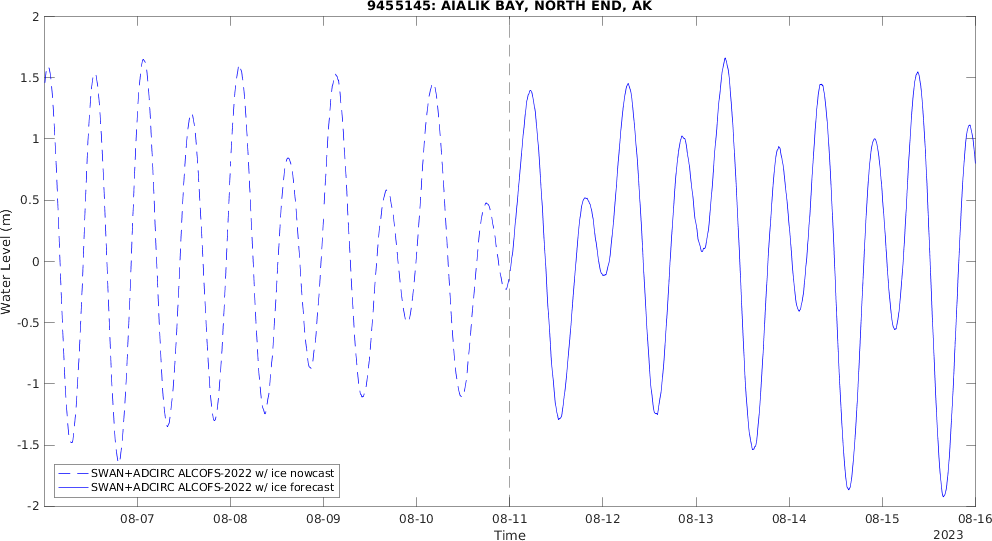 9455145: AIALIK BAY, NORTH END, AK
2
1.5
1
0.5
0
-0.5
-1
-1.5
-2
Water Level (m)
SWAN+ADCIRC ALCOFS-2022 w/ ice nowcast
SWAN+ADCIRC ALCOFS-2022 w/ ice forecast
08-07 08-08 08-09 08-10 08-11 08-12 08-13 08-14 08-15 08-16
Time
2023